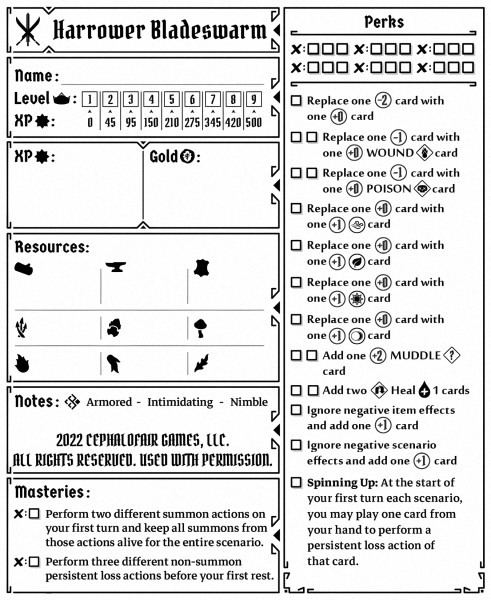 Harrower Bladeswarm
Name:
Level: 1 2 3 4 5 6 7 8 9
XP: 0 45 95 150 210 275 345 420 500
XP: Gold:
Resources:
Notes: Armored - Intimidating - Nimble
2022 CEPHALOFAIR GAMES, LLC.
ALL RIGHTS RESERVED. USED WITH PERMISSION.
Masteries:
Perform two different summon actions on
your first turn and keep all summons from
those actions alive for the entire scenario.
Perform three different non-summon
persistent loss actions before your first rest.
Perks
Replace one -2 card with
one +0 card
Replace one -1 card with
one +0 WOUND card
Replace one -1 card with
one +0 POISON card
Replace one +0 card with
one +1 card
Replace one +0 card with
one +1 card
Replace one +0 card with
one +1 card
Replace one +0 card with
one +1 card
Add one +2 MUDDLE ?
card
Add two Heal 1 cards
Ignore negative item effects
and add one +1 card
Ignore negative scenario
effects and add one +1 card
Spinning Up: At the start of
your first turn each scenario,
you may play one card from
your hand to perform a
persistent loss action of
that card.